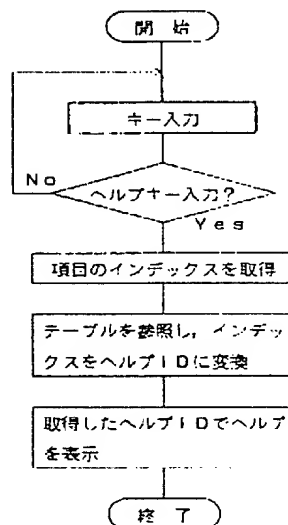 開 始
キー入力
No
ヘルプキー入力？
Yes
項目のインデックスを取得
テーブルを参照し，インデッ
クスをヘルプIDに変換
取得したヘルプIDでヘルプ
を表示
終 了